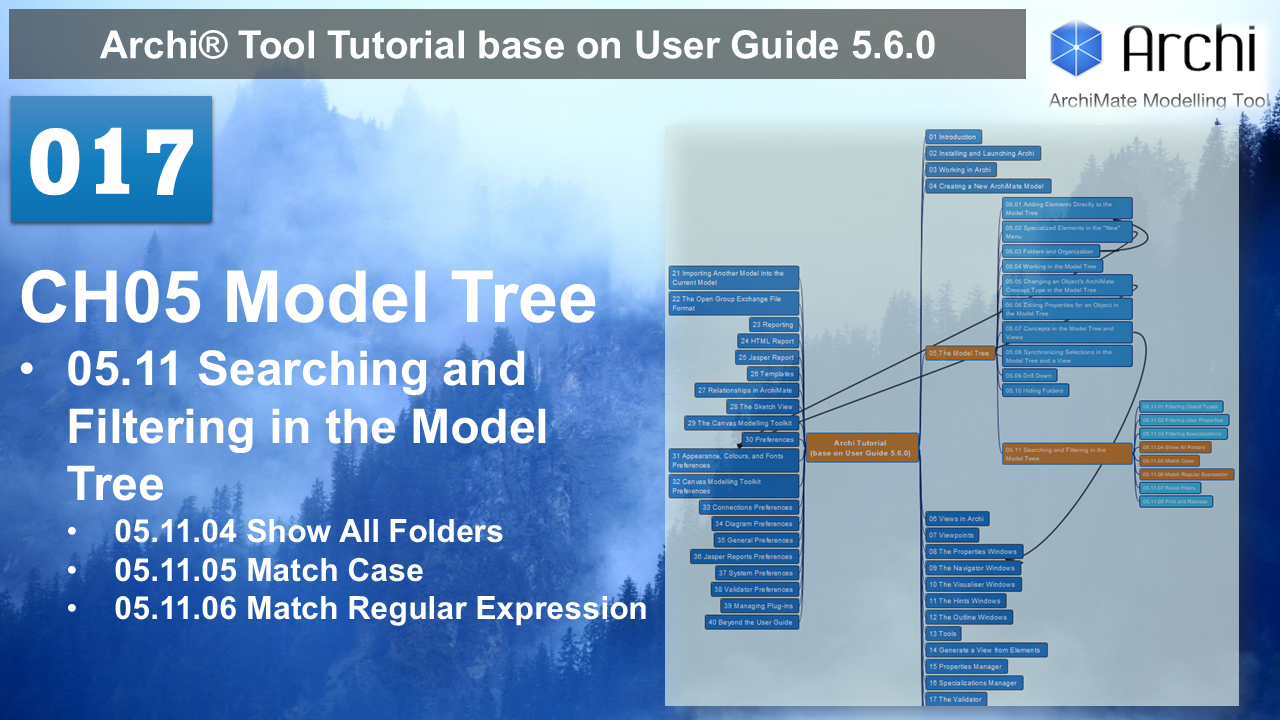 Archi® Tool Tutorial base on User Guide 5.6.0
Archi
ArchiMate Modelling Tool
017
CH05 Model Tree
• 05.11 Searching and
Filtering in the Model
Tree
• 05.11.04 Show All Folders
• 05.11.05 Match Case
• 05.11.06 Match Regular Expression
21 Importing Another Model into the
Current Model
22 The Open Group Exchange File
Format
23 Reporting
24 HTML Report
25 Jasper Report
26 Templates
27 Relationships in ArchiMate
28 The Sketch View
29 The Canvas Modelling Toolkit
30 Preferences
31 Appearance, Colours, and Fonts
Preferences
32 Canvas Modelling Toolkit
Preferences
33 Connections Preferences
34 Diagram Preferences
35 General Preferences
36 Jasper Reports Preferences
37 System Preferences
38 Validator Preferences
39 Managing Plug-ins
40 Beyond the User Guide
Archi Tutorial
(base on User Guide 5.6.0)
01 Introduction
02 Installing and Launching Archi
03 Working in Archi
04 Creating a New ArchiMate Model
05 The Model Tree
05.01 Adding Elements Directly to the
Model Tree
05.02 Specialized Elements in the "New"
Menu
05.03 Folders and Organization
05.04 Working in the Model Tree
05.05 Changing an Object's ArchiMate
Concept Type in the Model Tree
05.06 Editing Properties for an Object in
the Model Tree
05.07 Concepts in the Model Tree and
Views
05.08 Synchronizing Selections in the
Model Tree and a View
05.09 Drill Down
05.10 Hiding Folders
05.11 Searching and Filtering in the
Model Tree
05.11.01 Filtering Object Types
05.11.02 Filtering User Properties
05.11.03 Filtering Specializations
05.11.04 Show All Folders
05.11.05 Match Case
05.11.06 Match Regular Expression
05.11.07 Reset Filters
05.11.08 Find and Replace
06 Views in Archi
07 Viewpoints
08 The Properties Windows
09 The Navigator Windows
10 The Visualiser Windows
11 The Hints Windows
12 The Outline Windows
13 Tools
14 Generate a View from Elements
15 Properties Manager
16 Specializations Manager
17 The Validator